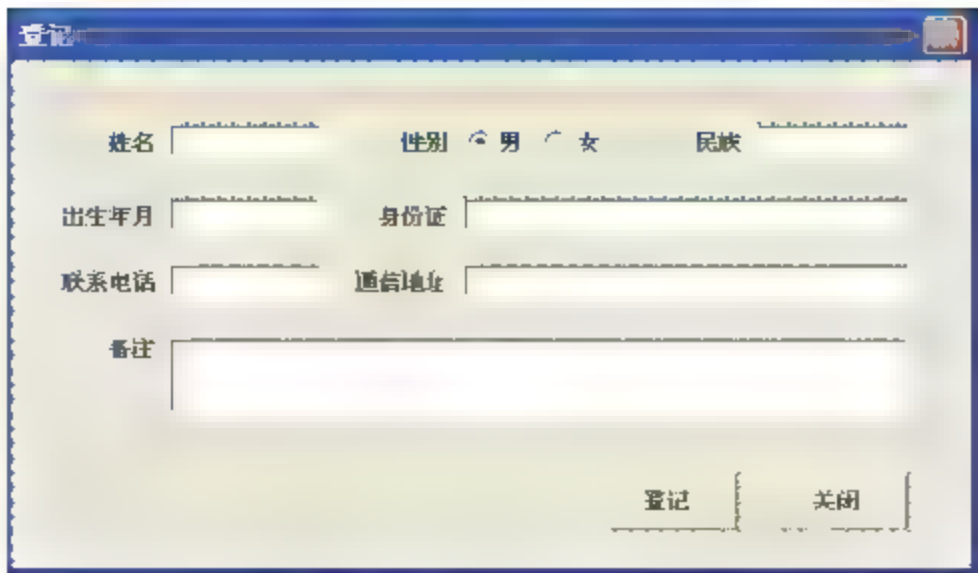 登记
姓名 性别 男 女 民族
出生年月 身份证
联系电话 通信地址
备注
登记 关闭